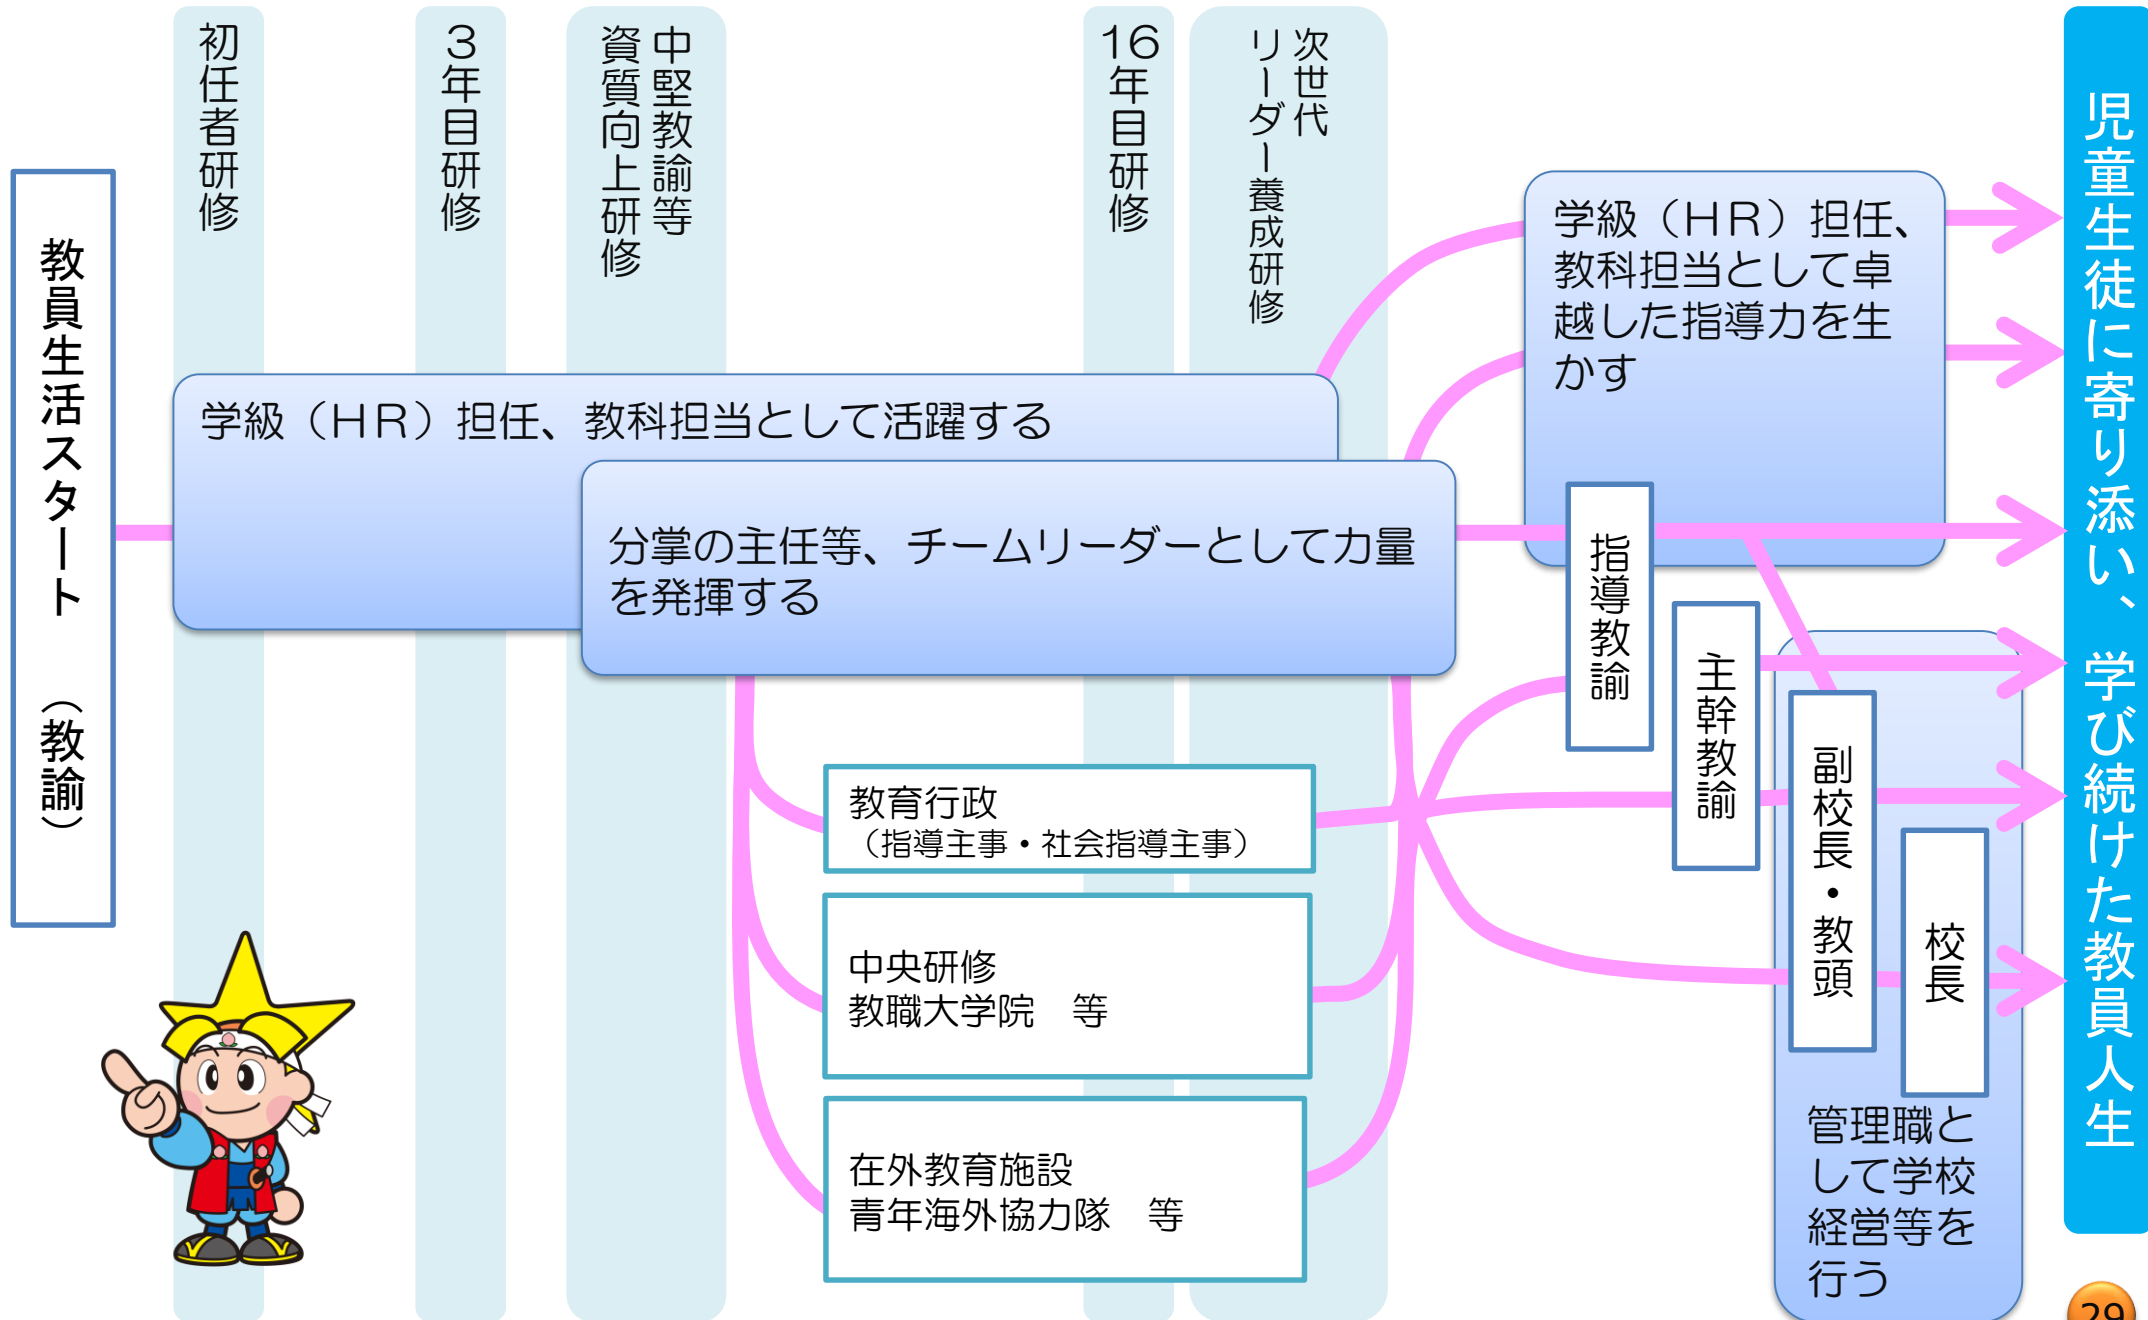 初任者研修
3年目研修
中堅教諭等
資質向上研修
16年目研修
次世代
リーダー養成研修
教員生活スタート　（教諭）
学級（HR）担任、教科担当として活躍する
分掌の主任等、チームリーダーとして力量
を発揮する
教育行政
（指導主事・社会指導主事）
中央研修
教職大学院　等
在外教育施設
青年海外協力隊　等
学級（HR）担任、
教科担当として卓
越した指導力を生
かす
指導教諭
主幹教諭
副校長・教頭
校長
管理職と
して学校
経営等を
行う
児童生徒に寄り添い、学び続けた教員人生
29